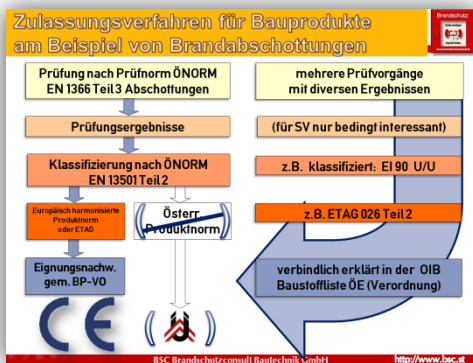 Zulassungsverfahren für Bauprodukte
am Beispiel von Brandabschottungen
Brandschutz
Prüfung nach Prüfnorm ÖNORM
EN 1366 Teil 3 Abschottungen
mehrere Prüfvorgänge
mit diversen Ergebnissen
Prüfungsergebnisse
(für SV nur bedingt interessant)
Klassifizierung nach ÖNORM
EN 13501 Teil 2
z.B. klassifiziert: EI 90 U/U
Europäisch harmonisierte
Produktnorm
oder ETAG
( Österr. )
Produktnorm
z.B. ETAG 026 Teil 2
Eignungsnachw.
gem. BP-VO
verbindlich erklärt in der OIB
Baustoffliste ÖE (Verordnung)
CE
( )
BSC Brandschutzconsult Bautechnik GmbH
http://www.bsc.st